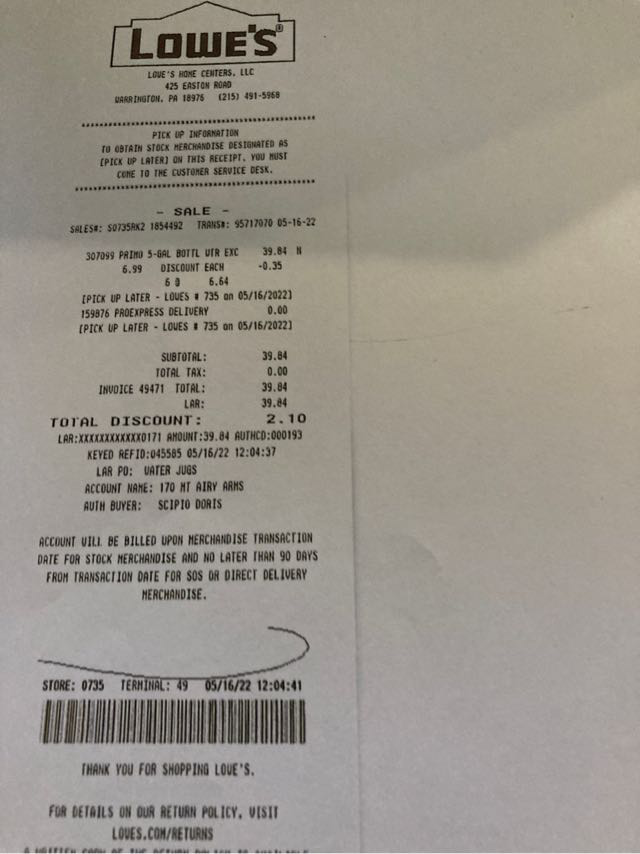 LOWE'S®
LOWE'S HOME CENTERS, LLC
425 EASTON ROAD
WARRINGTON, PA 18976 (215) 491-5968
PICK UP INFORMATION
TO OBTAIN STOCK MERCHANDISE DESIGNATED AS
[PICK UP LATER] ON THIS RECEIPT, YOU MUST
COME TO THE CUSTOMER SERVICE DESK.
- SALE -
SALES#: S0735RK2 1854492 TRANS#: 95717070 05-16-22
307099 PRIMO 5-GAL BOTTL WTR EXC 39.84 N
6.99 DISCOUNT EACH -0.35
6 @ 6.64
[PICK UP LATER - LOWES # 735 on 05/16/2022]
159876 PROEXPRESS DELIVERY 0.00
[PICK UP LATER - LOWES # 735 on 05/16/2022]
SUBTOTAL: 39.84
TOTAL TAX: 0.00
INVOICE 49471 TOTAL: 39.84
LAR: 39.84
TOTAL DISCOUNT: 2.10
LAR:XXXXXXXXXXXX0171 AMOUNT:39.84 AUTHCD:000193
KEYED REFID:045585 05/16/22 12:04:37
LAR PO: WATER JUGS
ACCOUNT NAME: 170 MT AIRY ARMS
AUTH BUYER: SCIPIO DORIS
ACCOUNT WILL BE BILLED UPON MERCHANDISE TRANSACTION
DATE FOR STOCK MERCHANDISE AND NO LATER THAN 90 DAYS
FROM TRANSACTION DATE FOR SOS OR DIRECT DELIVERY
MERCHANDISE.
STORE: 0735 TERMINAL: 49 05/16/22 12:04:41
THANK YOU FOR SHOPPING LOWE'S.
FOR DETAILS ON OUR RETURN POLICY, VISIT
LOWES.COM/RETURNS
A WRITTEN COPY OF THE RETURN POLICY IS AVAILABLE